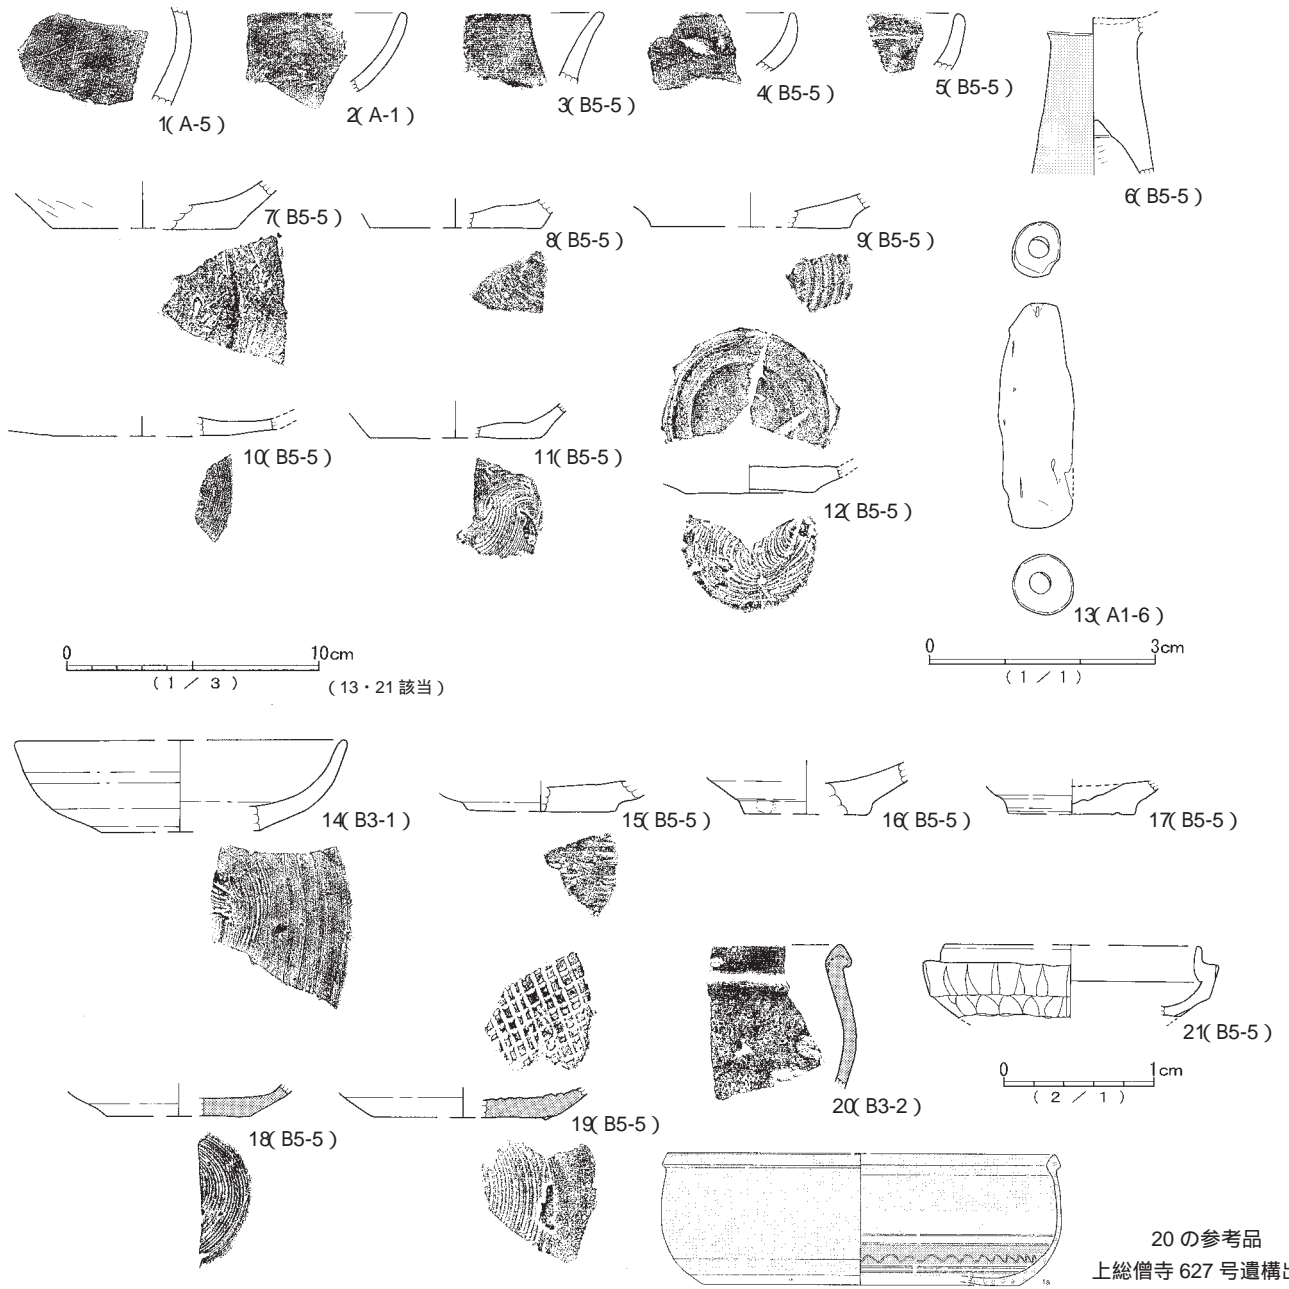 1( A-5 )
2( A-1 )
3( B5-5 )
4( B5-5 )
5( B5-5 )
6( B5-5 )
7( B5-5 )
8( B5-5 )
9( B5-5 )
10( B5-5 )
11( B5-5 )
12( B5-5 )
13( A1-6 )
0 10cm
( 1 / 3 )
( 13・21 該当 )
0 3cm
( 1 / 1 )
14( B3-1 )
15( B5-5 )
16( B5-5 )
17( B5-5 )
18( B5-5 )
19( B5-5 )
20( B3-2 )
21( B5-5 )
0 1cm
( 2 / 1 )
20 の参考品
上総僧寺 627 号遺構出